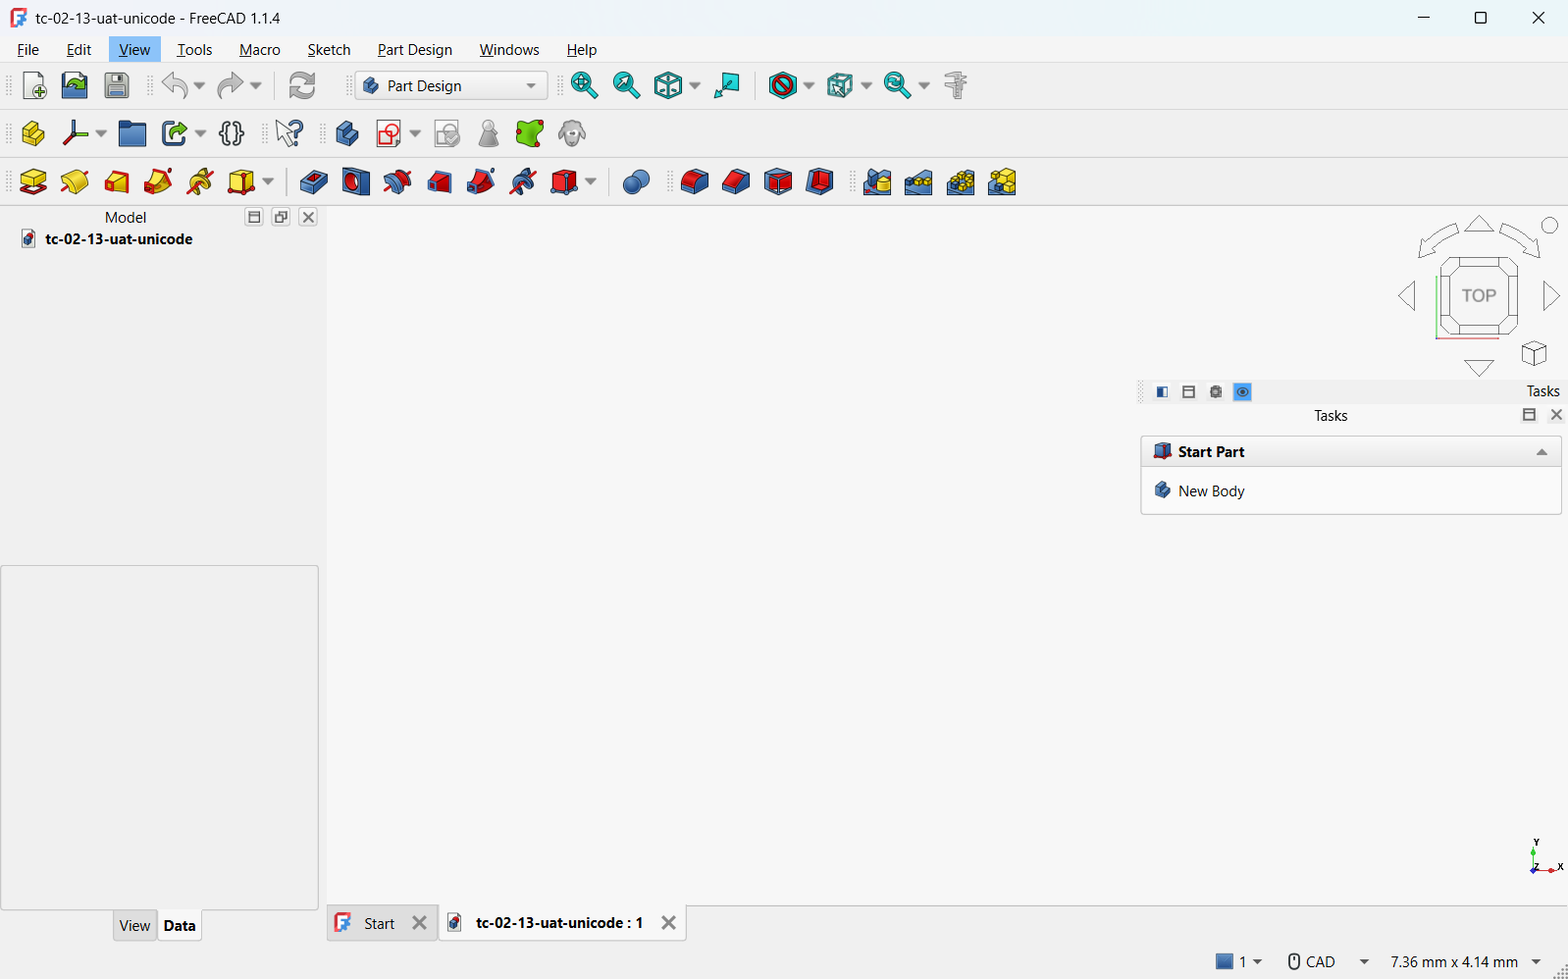 tc-02-13-uat-unicode - FreeCAD 1.1.4
File Edit View Tools Macro Sketch Part Design Windows Help
Part Design
Model
tc-02-13-uat-unicode
TOP
Tasks
Tasks
Start Part
New Body
Y
Z X
View Data
Start
tc-02-13-uat-unicode : 1
1 CAD 7.36 mm x 4.14 mm